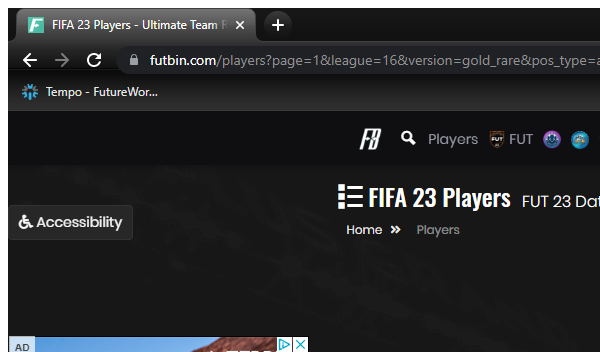 FIFA 23 Players - Ultimate Team
futbin.com/players?page=1&league=16&version=gold_rare&pos_type=a
Tempo - FutureWor...
Players FUT
FIFA 23 Players FUT 23 Dat
Accessibility
Home » Players
AD